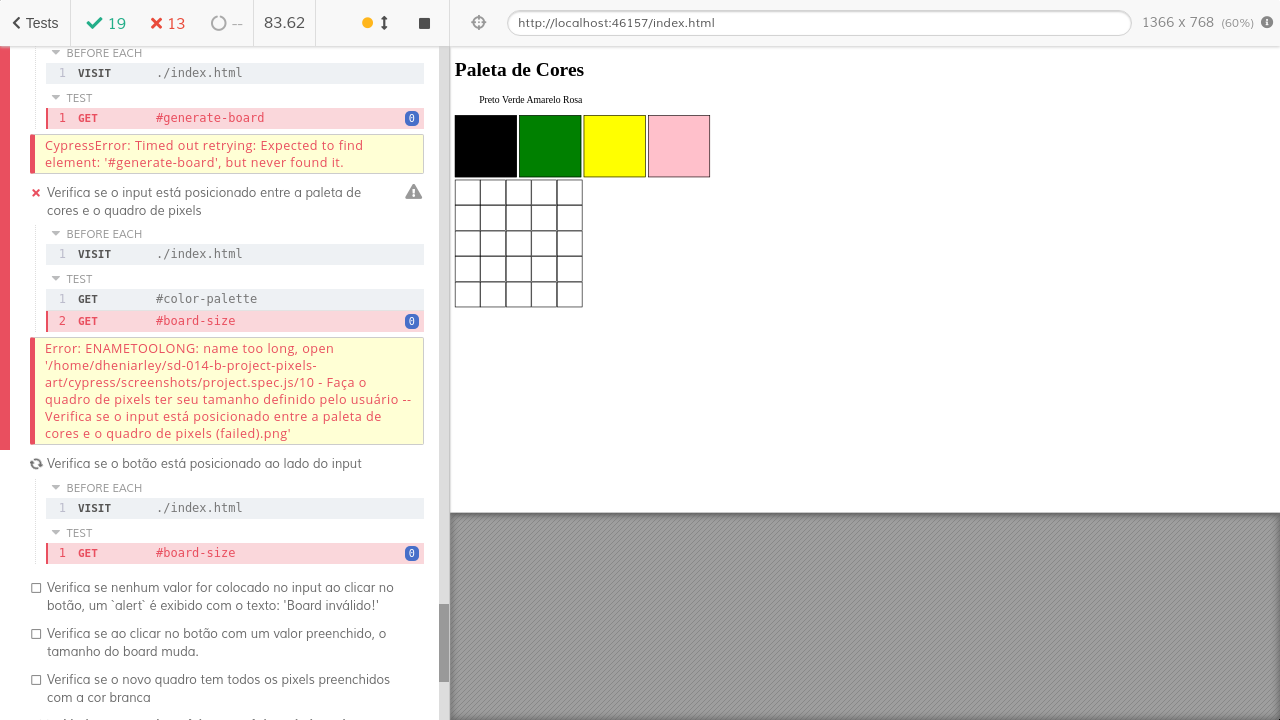 Tests 19 13 -- 83.62 http://localhost:46157/index.html 1366 x 768 (60%)
BEFORE EACH
1 VISIT ./index.html
TEST
1 GET #generate-board 0
CypressError: Timed out retrying: Expected to find
element: '#generate-board', but never found it.
Verifica se o input está posicionado entre a paleta de
cores e o quadro de pixels
BEFORE EACH
1 VISIT ./index.html
TEST
1 GET #color-palette
2 GET #board-size 0
Error: ENAMETOOLONG: name too long, open
'/home/dheniarley/sd-014-b-project-pixels-
art/cypress/screenshots/project.spec.js/10 - Faça o
quadro de pixels ter seu tamanho definido pelo usuário --
Verifica se o input está posicionado entre a paleta de
cores e o quadro de pixels (failed).png'
Verifica se o botão está posicionado ao lado do input
BEFORE EACH
1 VISIT ./index.html
TEST
1 GET #board-size 0
Verifica se nenhum valor for colocado no input ao clicar no
botão, um `alert` é exibido com o texto: 'Board inválido!'
Verifica se ao clicar no botão com um valor preenchido, o
tamanho do board muda.
Verifica se o novo quadro tem todos os pixels preenchidos
com a cor branca
Paleta de Cores
Preto Verde Amarelo Rosa